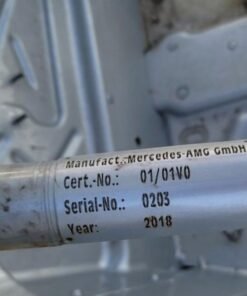 Manufact.:Mercedes-AMG GmbH
Cert.-No.: 01/01V0
Serial-No.: 0203
Year: 2018